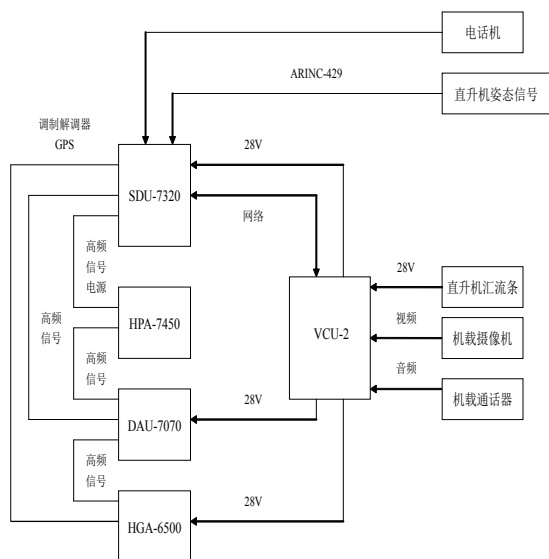 电话机
ARINC-429
直升机姿态信号
调制解调器
GPS
28V
SDU-7320
网络
高频
信号
电源
28V
直升机汇流条
HPA-7450
VCU-2
视频
机载摄像机
高频
信号
高频
信号
音频
机载通话器
28V
DAU-7070
高频
信号
28V
HGA-6500